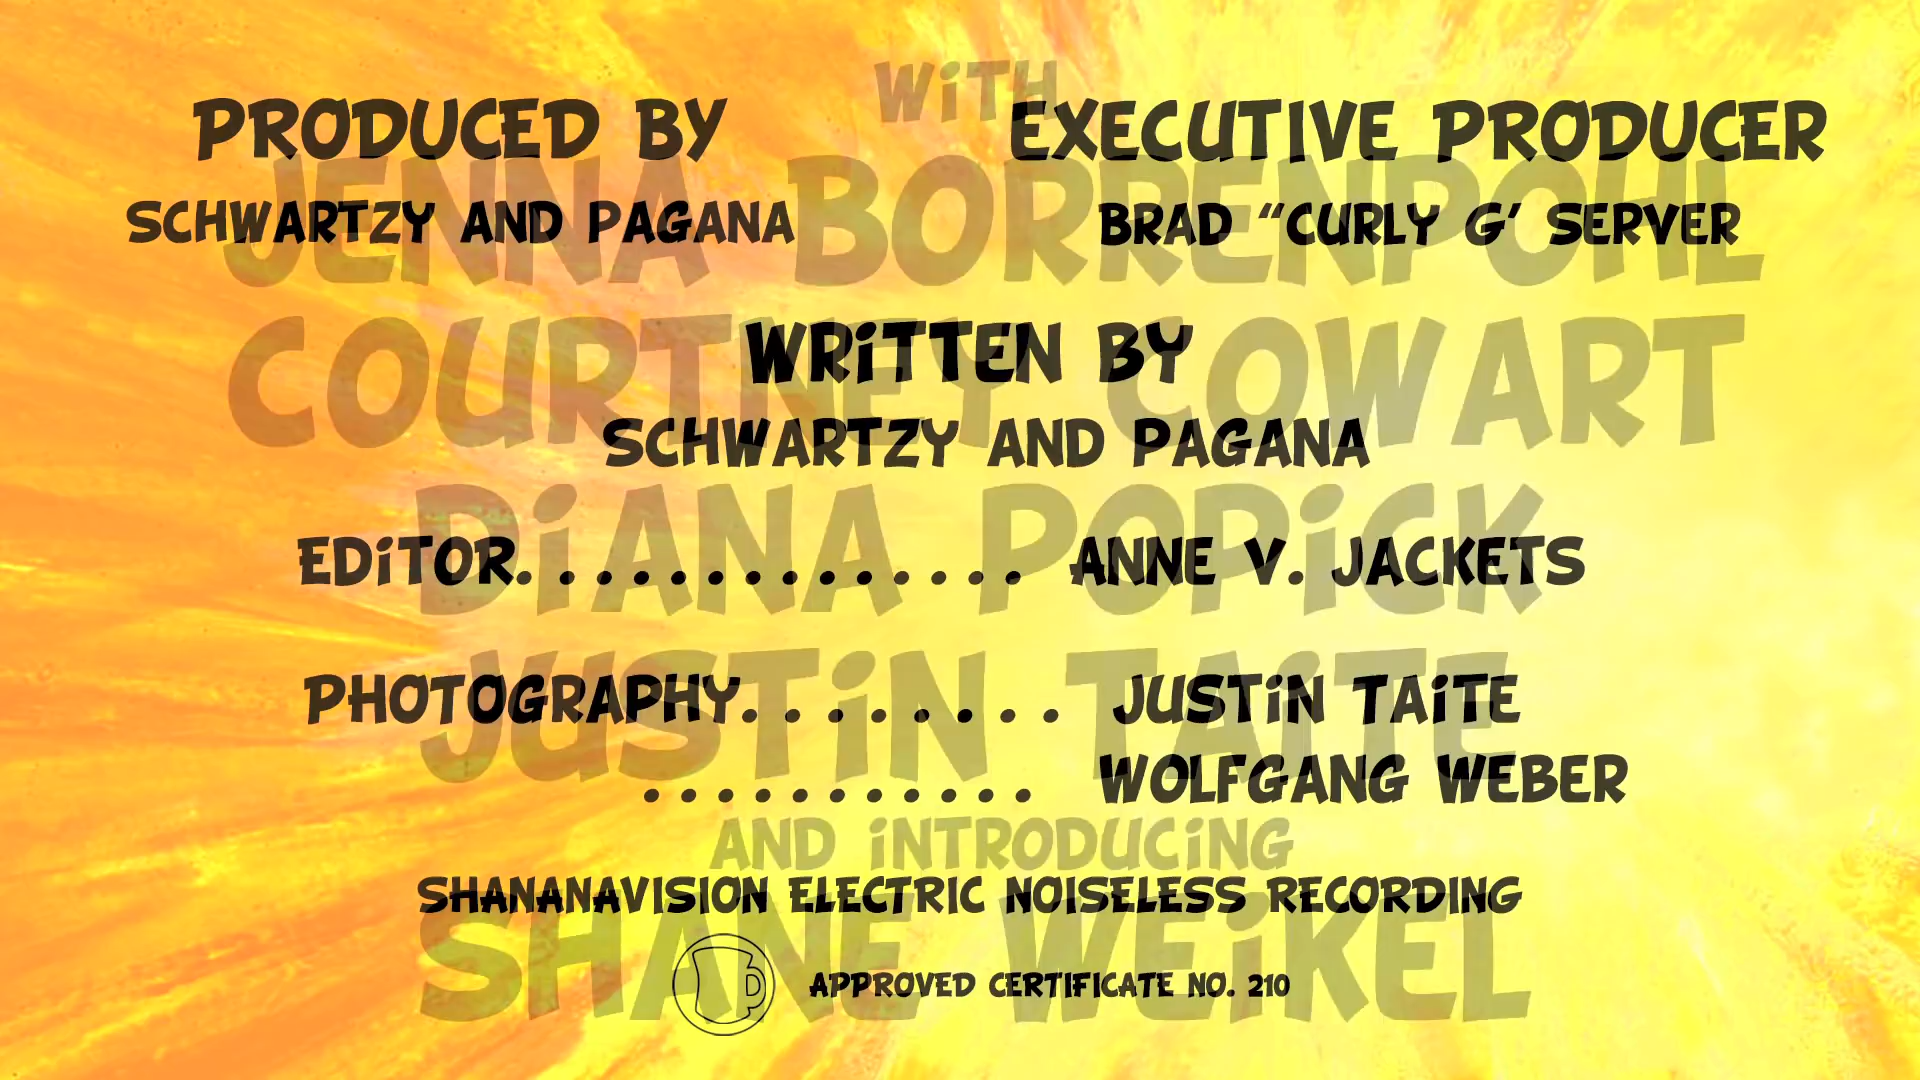 WiTH
PRODUCED BY
EXECUTIVE PRODUCER
JENNA BORRENPOHL
SCHWARTZY AND PAGANA
BRAD “CURLY G’ SERVER
COURTNEY COWART
WRiTTEN BY
SCHWARTZY AND PAGANA
DiANA POPiCK
EDiTOR. . . . . . . . . . . . . . ANNE V. JACKETS
JUSTiN TAiTE
PHOTOGRAPHY. . . . . . . . JUSTiN TAiTE
. . . . . . . . . . . WOLFGANG WEBER
AND iNTRODUCiNG
SHANANAVISION ELECTRIC NOISELESS RECORDING
SHANE WEiKEL
APPROVED CERTIFICATE NO. 210